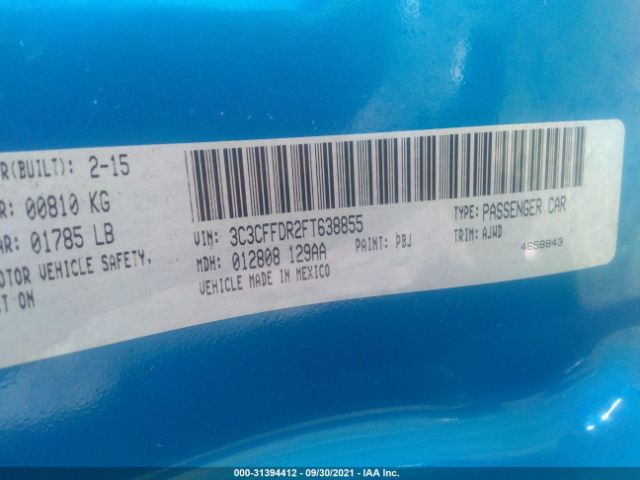 R(BUILT): 2-15
R: 00810 KG
AR: 01785 LB
OTOR VEHICLE SAFETY,
T ON
VIN: 3C3CFFDR2FT638855
TYPE: PASSENGER CAR
MDH: 012808 129AA
PAINT: PBJ
TRIM: AJWD
VEHICLE MADE IN MEXICO
4658843
000-31394412 - 09/30/2021 - IAA Inc.